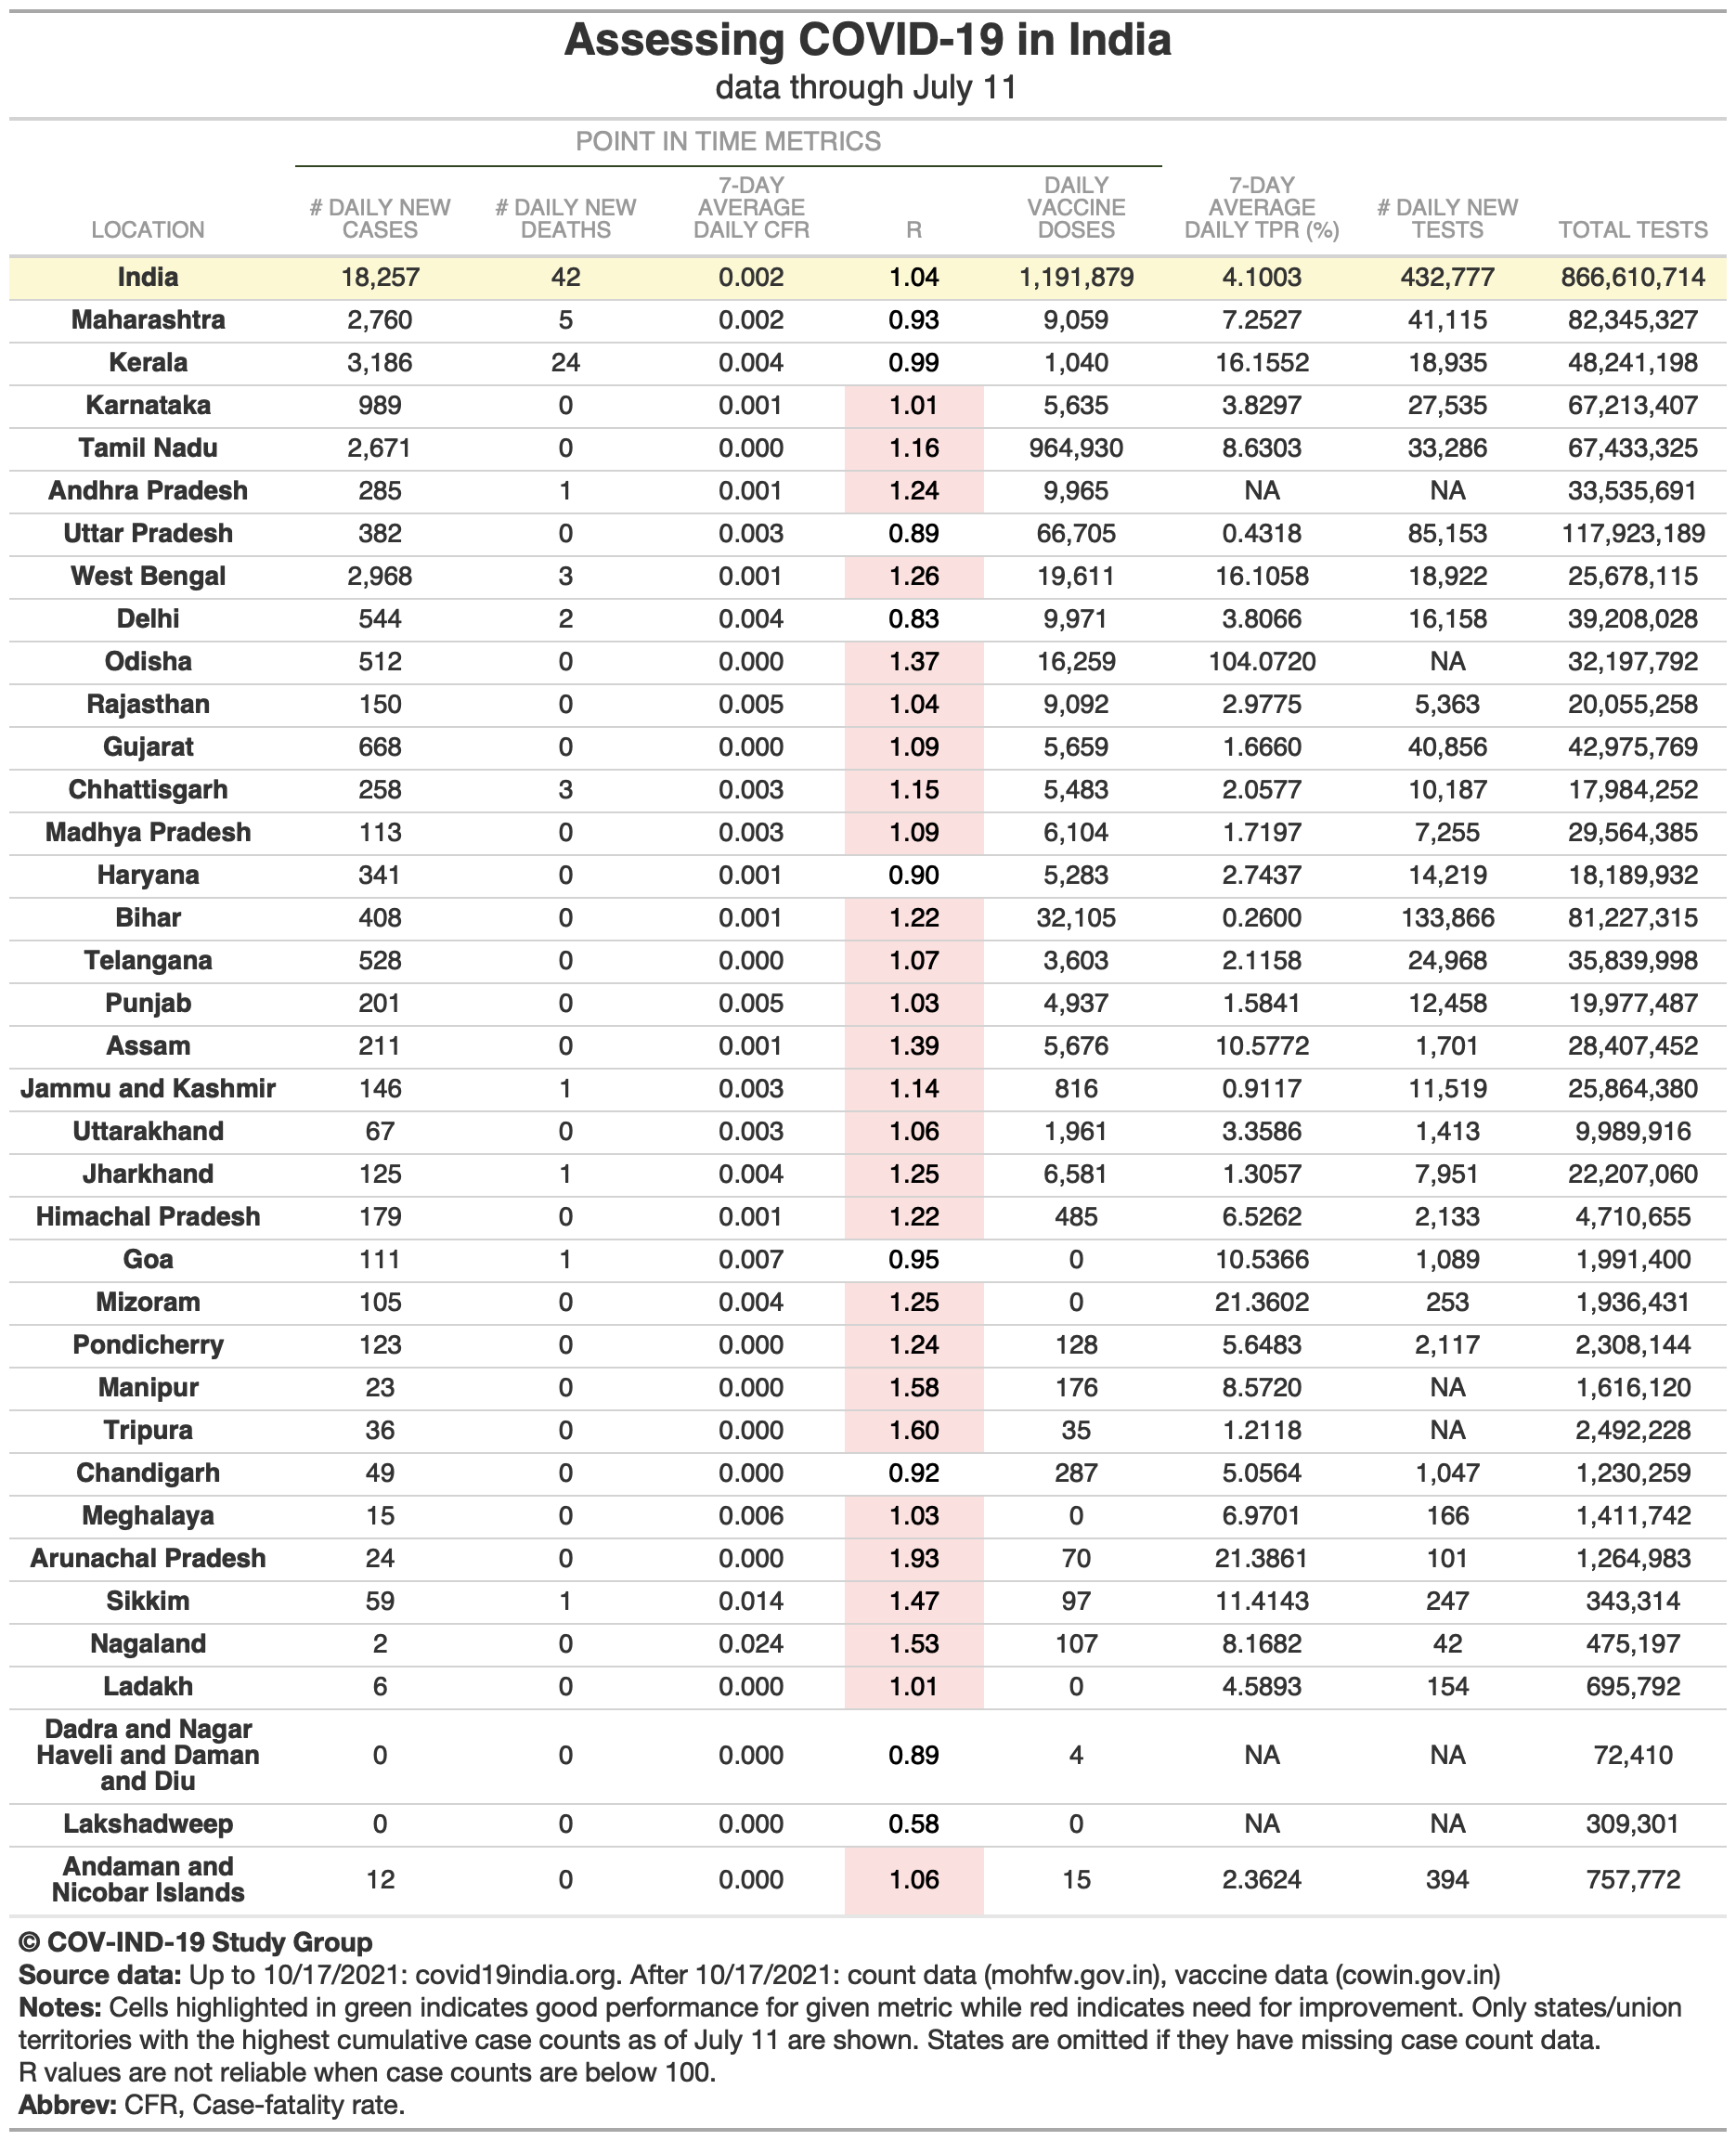 Assessing COVID-19 in India
data through July 11
POINT IN TIME METRICS
LOCATION # DAILY NEW CASES # DAILY NEW DEATHS 7-DAY AVERAGE DAILY CFR R DAILY VACCINE DOSES 7-DAY AVERAGE DAILY TPR (%) # DAILY NEW TESTS TOTAL TESTS
India 18,257 42 0.002 1.04 1,191,879 4.1003 432,777 866,610,714
Maharashtra 2,760 5 0.002 0.93 9,059 7.2527 41,115 82,345,327
Kerala 3,186 24 0.004 0.99 1,040 16.1552 18,935 48,241,198
Karnataka 989 0 0.001 1.01 5,635 3.8297 27,535 67,213,407
Tamil Nadu 2,671 0 0.000 1.16 964,930 8.6303 33,286 67,433,325
Andhra Pradesh 285 1 0.001 1.24 9,965 NA NA 33,535,691
Uttar Pradesh 382 0 0.003 0.89 66,705 0.4318 85,153 117,923,189
West Bengal 2,968 3 0.001 1.26 19,611 16.1058 18,922 25,678,115
Delhi 544 2 0.004 0.83 9,971 3.8066 16,158 39,208,028
Odisha 512 0 0.000 1.37 16,259 104.0720 NA 32,197,792
Rajasthan 150 0 0.005 1.04 9,092 2.9775 5,363 20,055,258
Gujarat 668 0 0.000 1.09 5,659 1.6660 40,856 42,975,769
Chhattisgarh 258 3 0.003 1.15 5,483 2.0577 10,187 17,984,252
Madhya Pradesh 113 0 0.003 1.09 6,104 1.7197 7,255 29,564,385
Haryana 341 0 0.001 0.90 5,283 2.7437 14,219 18,189,932
Bihar 408 0 0.001 1.22 32,105 0.2600 133,866 81,227,315
Telangana 528 0 0.000 1.07 3,603 2.1158 24,968 35,839,998
Punjab 201 0 0.005 1.03 4,937 1.5841 12,458 19,977,487
Assam 211 0 0.001 1.39 5,676 10.5772 1,701 28,407,452
Jammu and Kashmir 146 1 0.003 1.14 816 0.9117 11,519 25,864,380
Uttarakhand 67 0 0.003 1.06 1,961 3.3586 1,413 9,989,916
Jharkhand 125 1 0.004 1.25 6,581 1.3057 7,951 22,207,060
Himachal Pradesh 179 0 0.001 1.22 485 6.5262 2,133 4,710,655
Goa 111 1 0.007 0.95 0 10.5366 1,089 1,991,400
Mizoram 105 0 0.004 1.25 0 21.3602 253 1,936,431
Pondicherry 123 0 0.000 1.24 128 5.6483 2,117 2,308,144
Manipur 23 0 0.000 1.58 176 8.5720 NA 1,616,120
Tripura 36 0 0.000 1.60 35 1.2118 NA 2,492,228
Chandigarh 49 0 0.000 0.92 287 5.0564 1,047 1,230,259
Meghalaya 15 0 0.006 1.03 0 6.9701 166 1,411,742
Arunachal Pradesh 24 0 0.000 1.93 70 21.3861 101 1,264,983
Sikkim 59 1 0.014 1.47 97 11.4143 247 343,314
Nagaland 2 0 0.024 1.53 107 8.1682 42 475,197
Ladakh 6 0 0.000 1.01 0 4.5893 154 695,792
Dadra and Nagar
Haveli and Daman 0 0 0.000 0.89 4 NA NA 72,410
and Diu
Lakshadweep 0 0 0.000 0.58 0 NA NA 309,301
Andaman and
Nicobar Islands 12 0 0.000 1.06 15 2.3624 394 757,772
© COV-IND-19 Study Group
Source data: Up to 10/17/2021: covid19india.org. After 10/17/2021: count data (mohfw.gov.in), vaccine data (cowin.gov.in)
Notes: Cells highlighted in green indicates good performance for given metric while red indicates need for improvement. Only states/union
territories with the highest cumulative case counts as of July 11 are shown. States are omitted if they have missing case count data.
R values are not reliable when case counts are below 100.
Abbrev: CFR, Case-fatality rate.